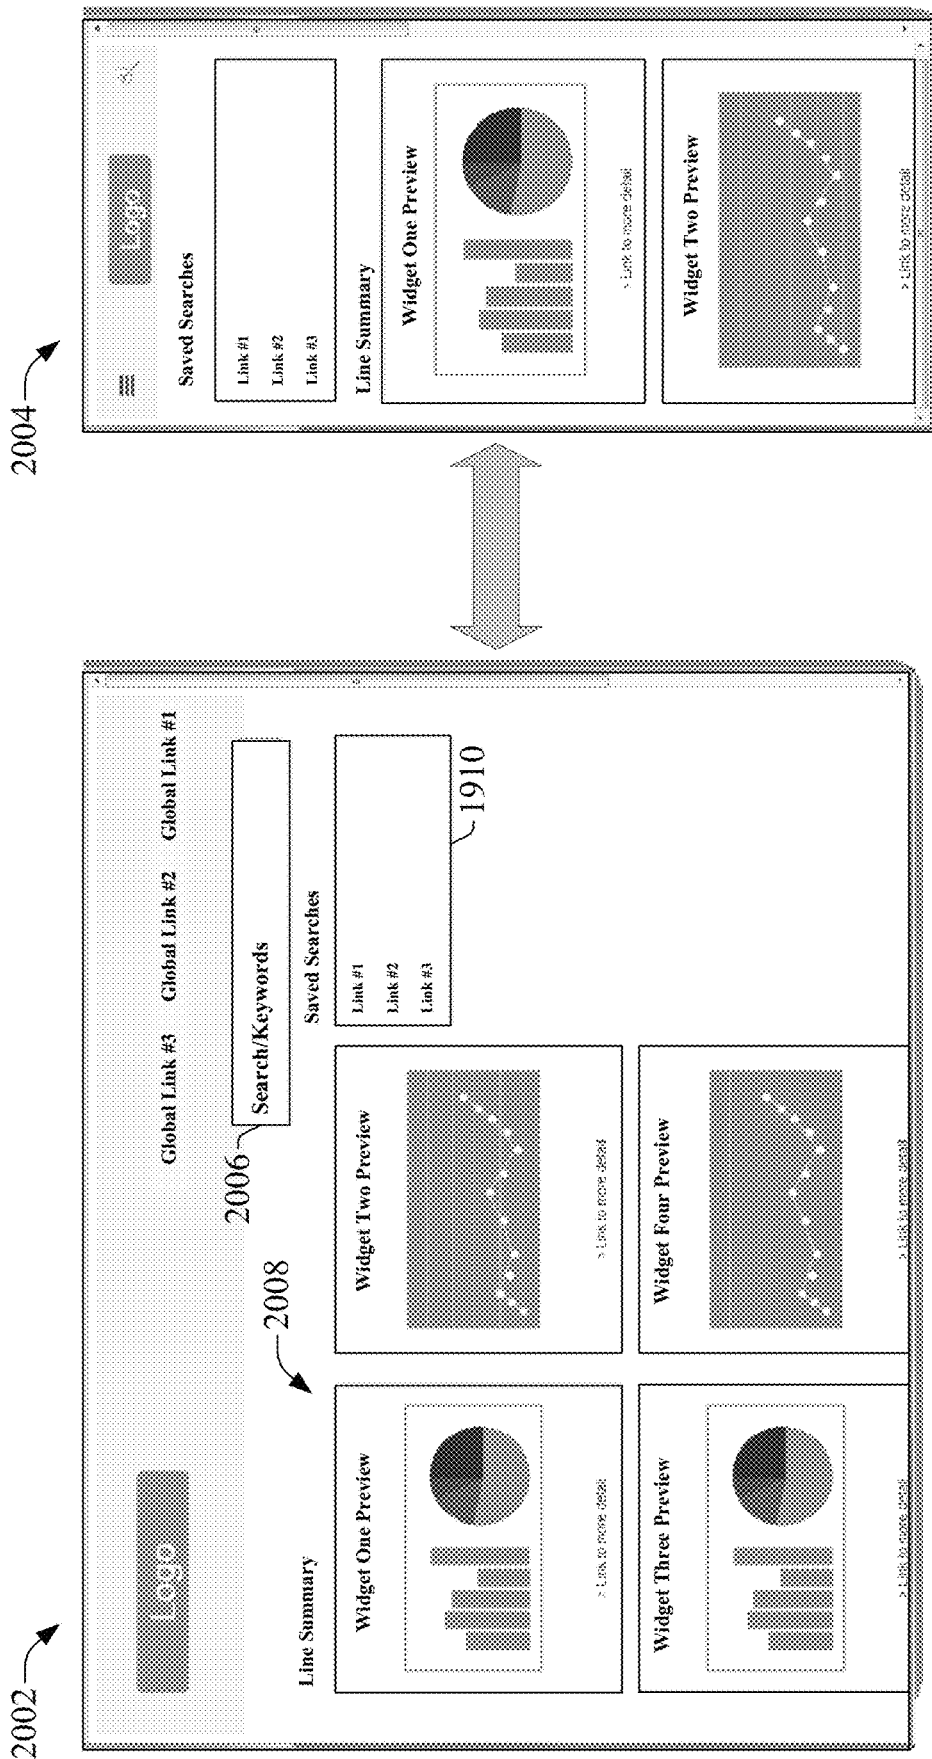 2002
Logo
Global Link #3 Global Link #2 Global Link #1
2006
Search/Keywords
2008
Line Summary
Widget One Preview
> Link to more detail
Widget Two Preview
> Link to more detail
Widget Three Preview
> Link to more detail
Widget Four Preview
> Link to more detail
Saved Searches
Link #1
Link #2
Link #3
1910
2004
Logo
Saved Searches
Link #1
Link #2
Link #3
Line Summary
Widget One Preview
> Link to more detail
Widget Two Preview
> Link to more detail